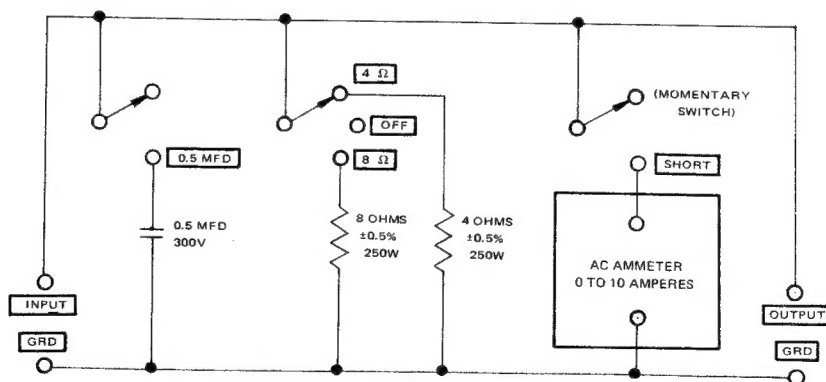 4 Ω
(MOMENTARY
SWITCH)
OFF
0.5 MFD
8 Ω
SHORT
0.5 MFD
300V
8 OHMS
±0.5%
250W
4 OHMS
±0.5%
250W
AC AMMETER
0 TO 10 AMPERES
INPUT
OUTPUT
GRD
GRD